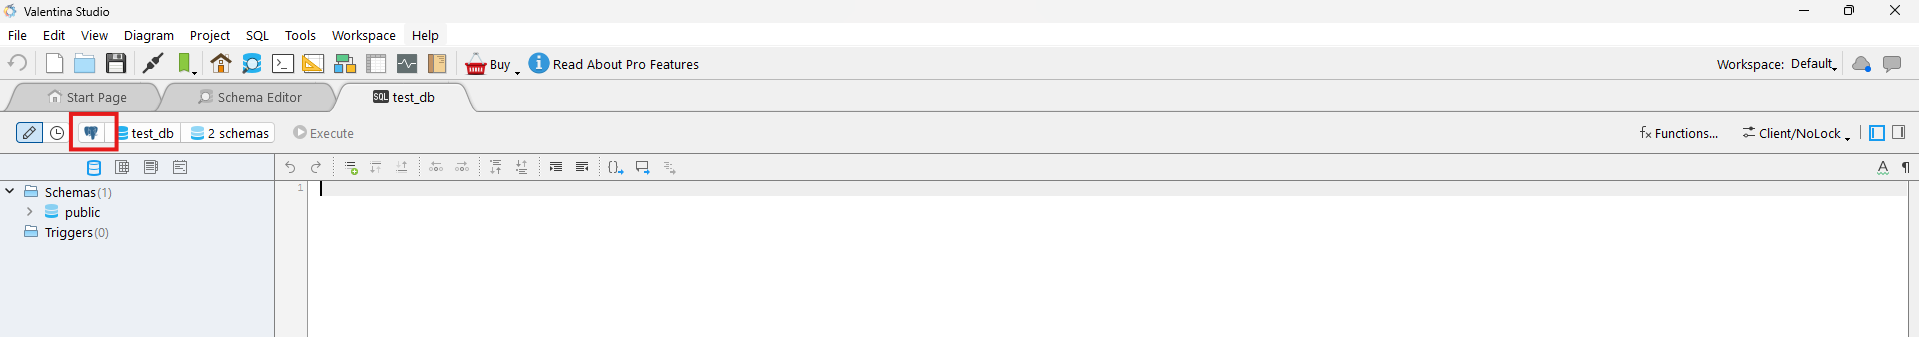 Valentina Studio
File Edit View Diagram Project SQL Tools Workspace Help
Buy Read About Pro Features Workspace: Default
Start Page Schema Editor SQL test_db
test_db 2 schemas Execute fx Functions... Client/NoLock
A ¶
Schemas(1) 1
public
Triggers(0)